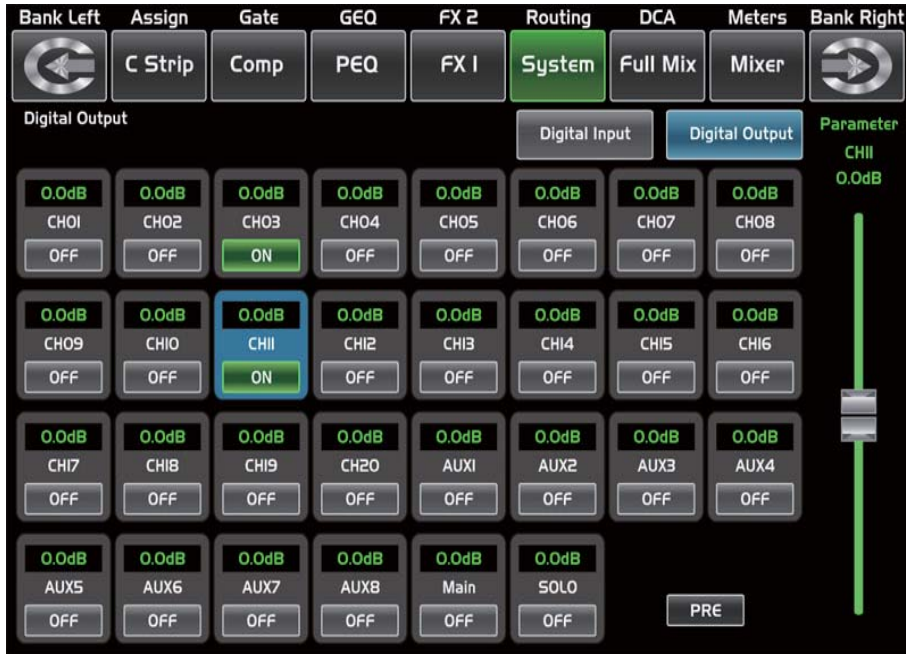 Bank Left Assign Gate GEQ FX 2 Routing DCA Meters Bank Right
C Strip Comp PEQ FX 1 System Full Mix Mixer
Digital Output Digital Input Digital Output Parameter
CH11
0.0dB
0.0dB 0.0dB 0.0dB 0.0dB 0.0dB 0.0dB 0.0dB 0.0dB
CH01 CH02 CH03 CH04 CH05 CH06 CH07 CH08
OFF OFF ON OFF OFF OFF OFF OFF
0.0dB 0.0dB 0.0dB 0.0dB 0.0dB 0.0dB 0.0dB 0.0dB
CH09 CH10 CH11 CH12 CH13 CH14 CH15 CH16
OFF OFF ON OFF OFF OFF OFF OFF
0.0dB 0.0dB 0.0dB 0.0dB 0.0dB 0.0dB 0.0dB 0.0dB
CH17 CH18 CH19 CH20 AUX1 AUX2 AUX3 AUX4
OFF OFF OFF OFF OFF OFF OFF OFF
0.0dB 0.0dB 0.0dB 0.0dB 0.0dB 0.0dB
AUX5 AUX6 AUX7 AUX8 Main SOLO
OFF OFF OFF OFF OFF OFF PRE